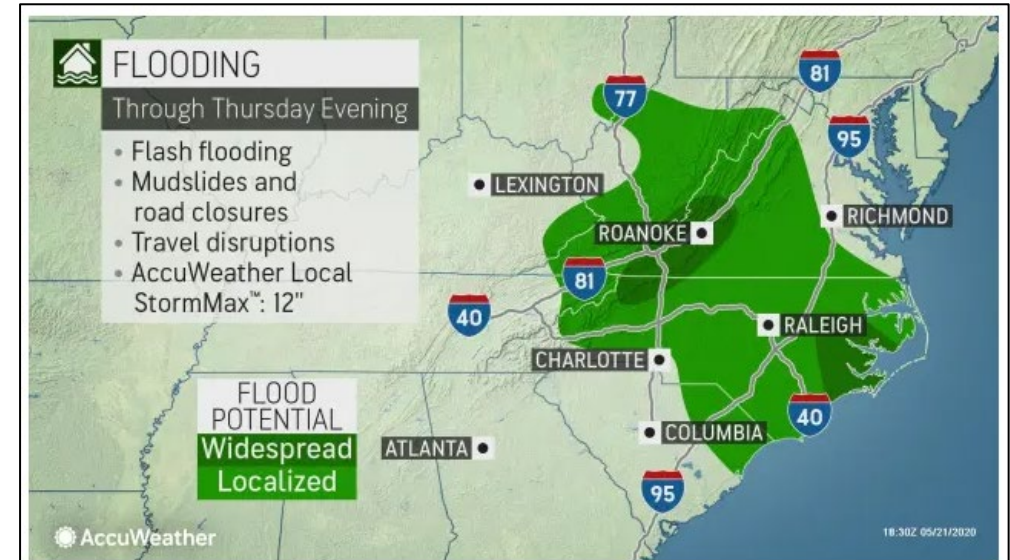 FLOODING
Through Thursday Evening
• Flash flooding
• Mudslides and
road closures
• Travel disruptions
• AccuWeather Local
StormMax™: 12"
77
81
95
LEXINGTON
ROANOKE
RICHMOND
81
40
RALEIGH
CHARLOTTE
FLOOD
POTENTIAL
Widespread
Localized
40
ATLANTA
COLUMBIA
95
AccuWeather
18:30Z 05/21/2020